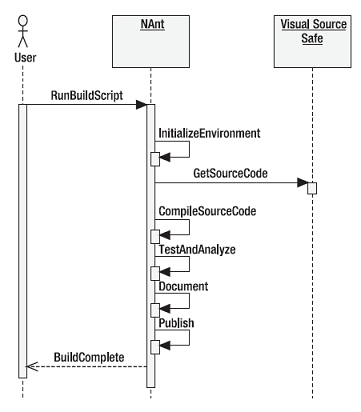 NAnt
Visual Source
Safe
User
RunBuildScript
InitializeEnvironment
GetSourceCode
CompileSourceCode
TestAndAnalyze
Document
Publish
BuildComplete